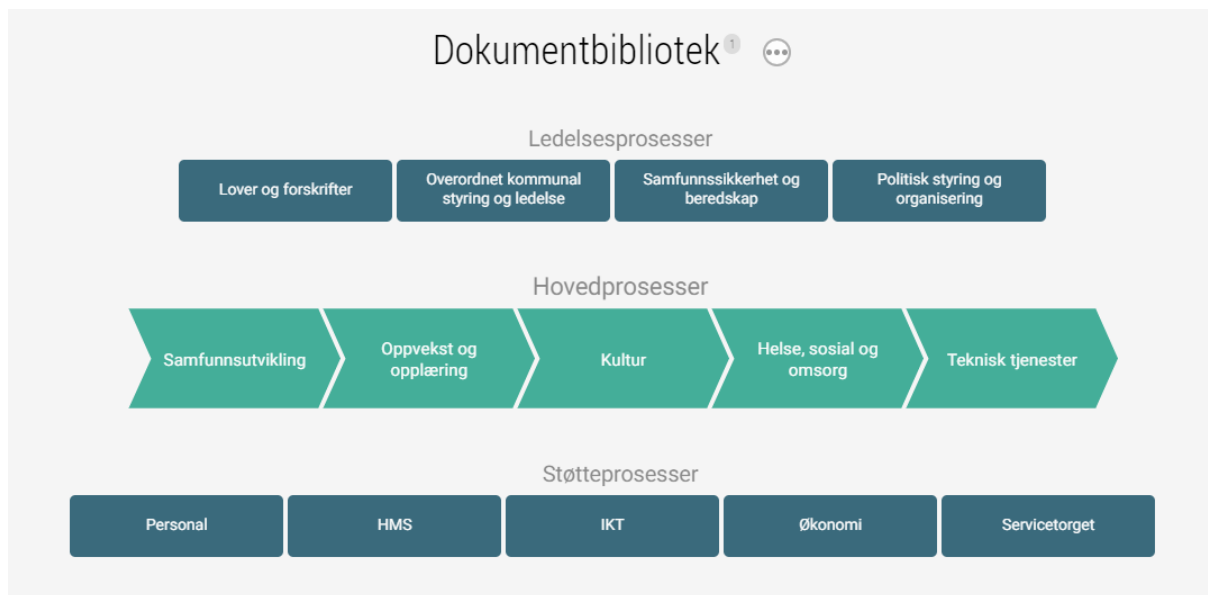 Dokumentbibliotek 1
Ledelsesprosesser
Lover og forskrifter
Overordnet kommunal
styring og ledelse
Samfunnssikkerhet og
beredskap
Politisk styring og
organisering
Hovedprosesser
Samfunnsutvikling
Oppvekst og
opplæring
Kultur
Helse, sosial og
omsorg
Teknisk tjenester
Støtteprosesser
Personal
HMS
IKT
Økonomi
Servicetorget